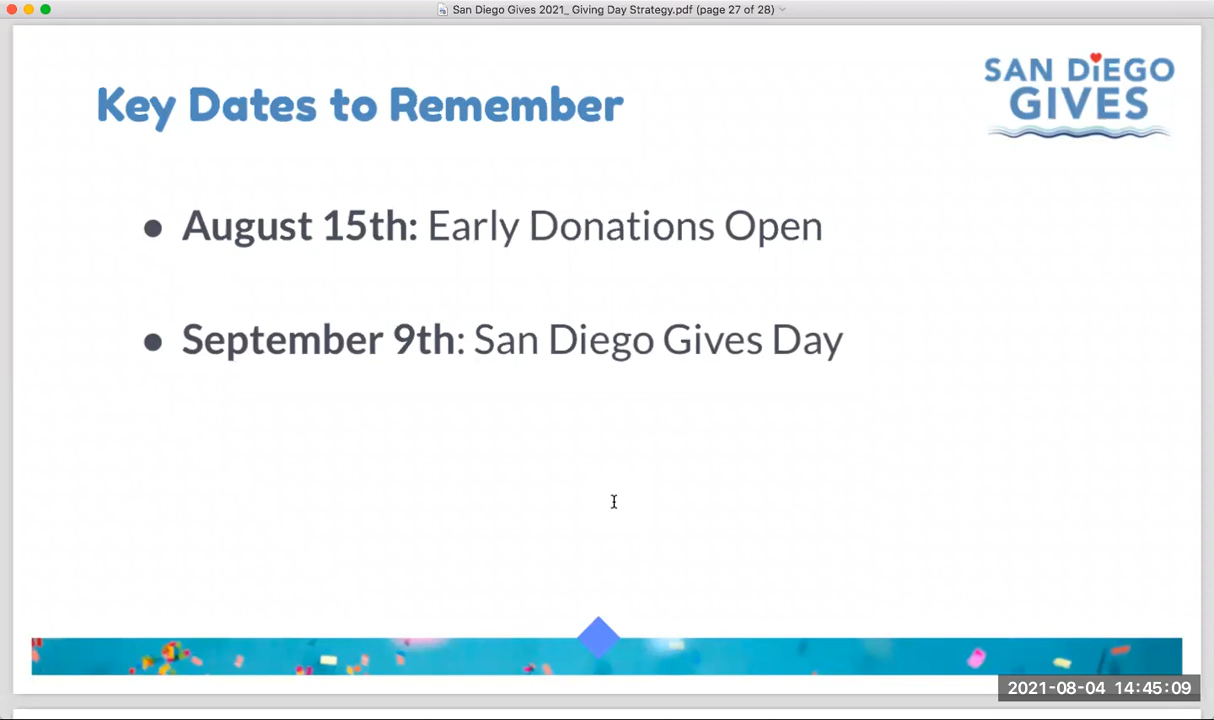 San Diego Gives 2021_ Giving Day Strategy.pdf (page 27 of 28)
SAN DiEGO
GIVES
Key Dates to Remember
● August 15th: Early Donations Open
● September 9th: San Diego Gives Day
2021-08-04 14:45:09